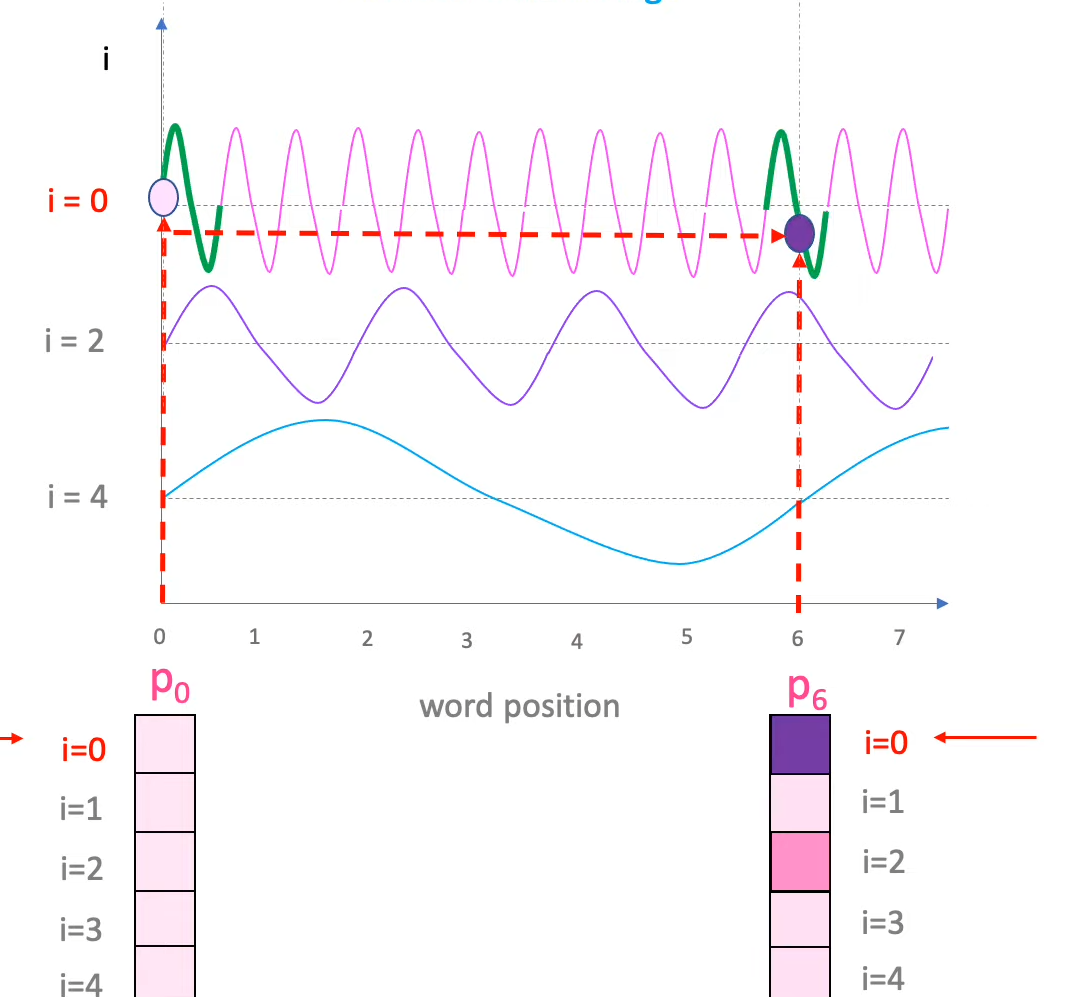 i
i = 0
i = 2
i = 4
0 1 2 3 4 5 6 7
p0 p6
word position
i=0 i=0
i=1 i=1
i=2 i=2
i=3 i=3
i=4 i=4